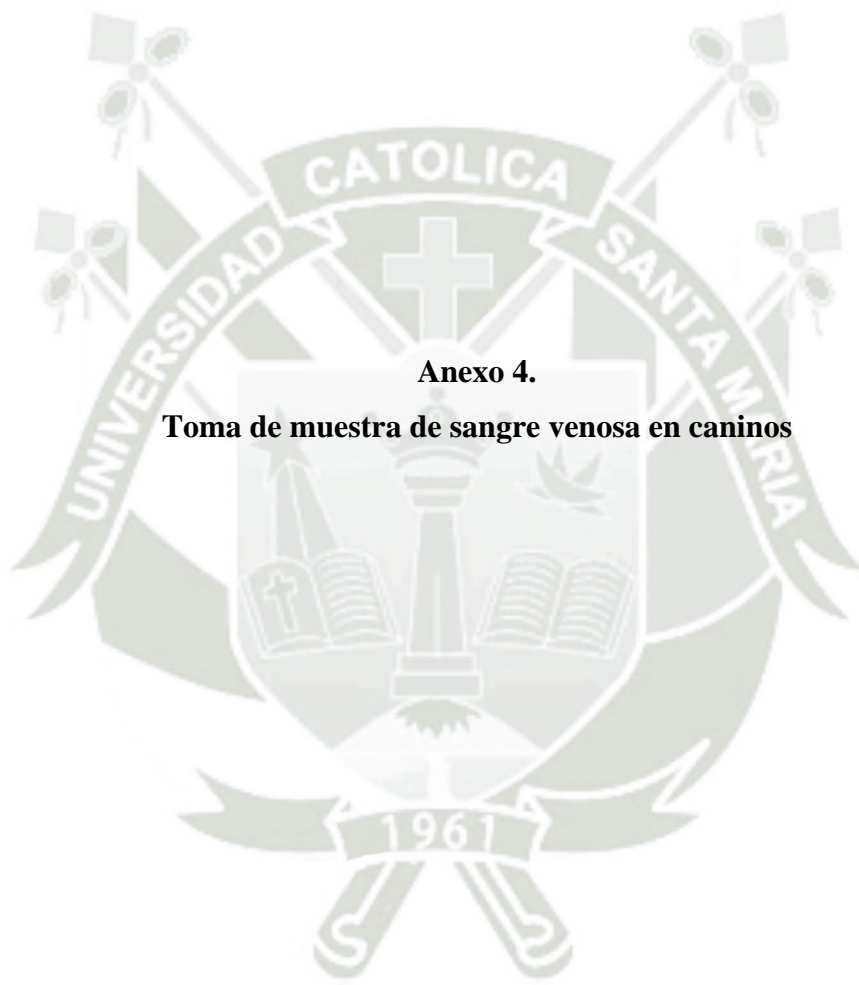 UNIVERSIDAD CATOLICA SANTA MARIA
Anexo 4.
Toma de muestra de sangre venosa en caninos
1961